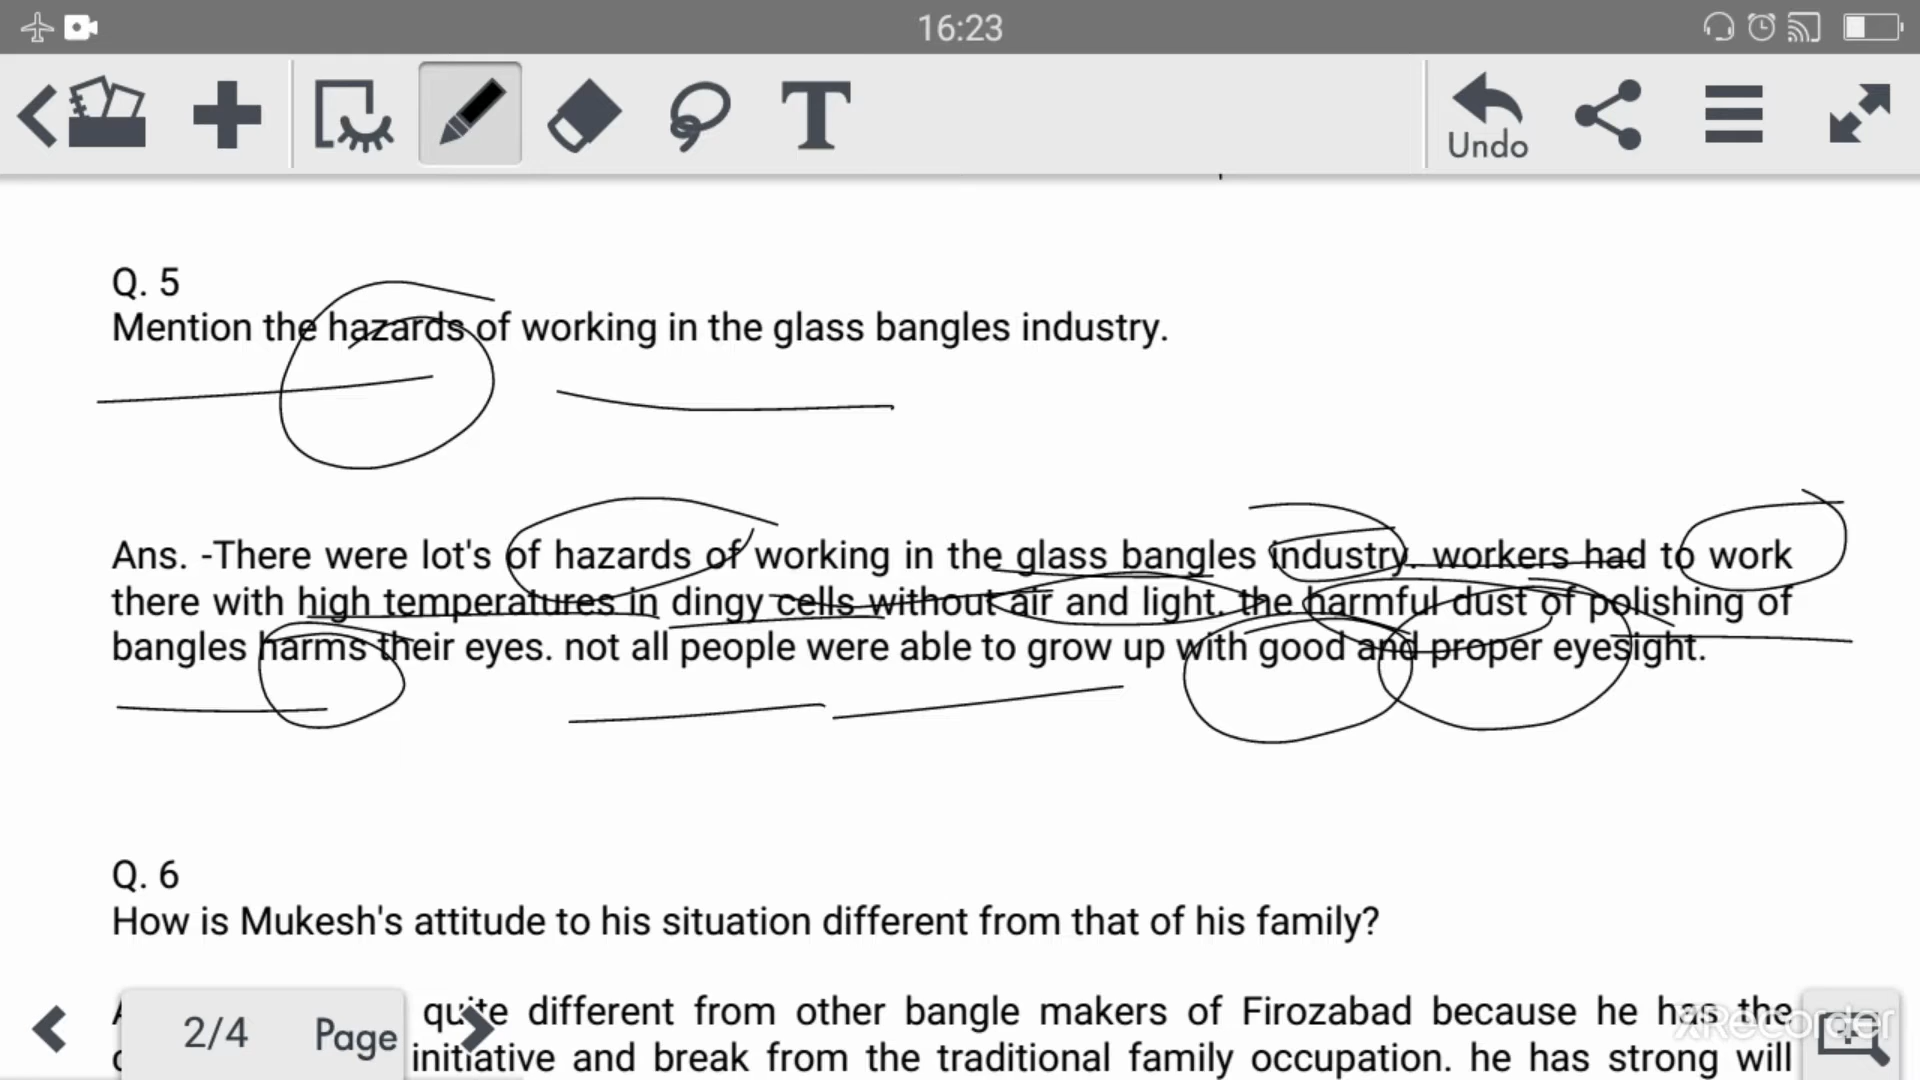 16:23
Undo
Q. 5
Mention the hazards of working in the glass bangles industry.
Ans. -There were lot's of hazards of working in the glass bangles industry. workers had to work
there with high temperatures in dingy cells without air and light. the harmful dust of polishing of
bangles harms their eyes. not all people were able to grow up with good and proper eyesight.
Q. 6
How is Mukesh's attitude to his situation different from that of his family?
quite different from other bangle makers of Firozabad because he has the
initiative and break from the traditional family occupation. he has strong will
2/4 Page
XRecorder